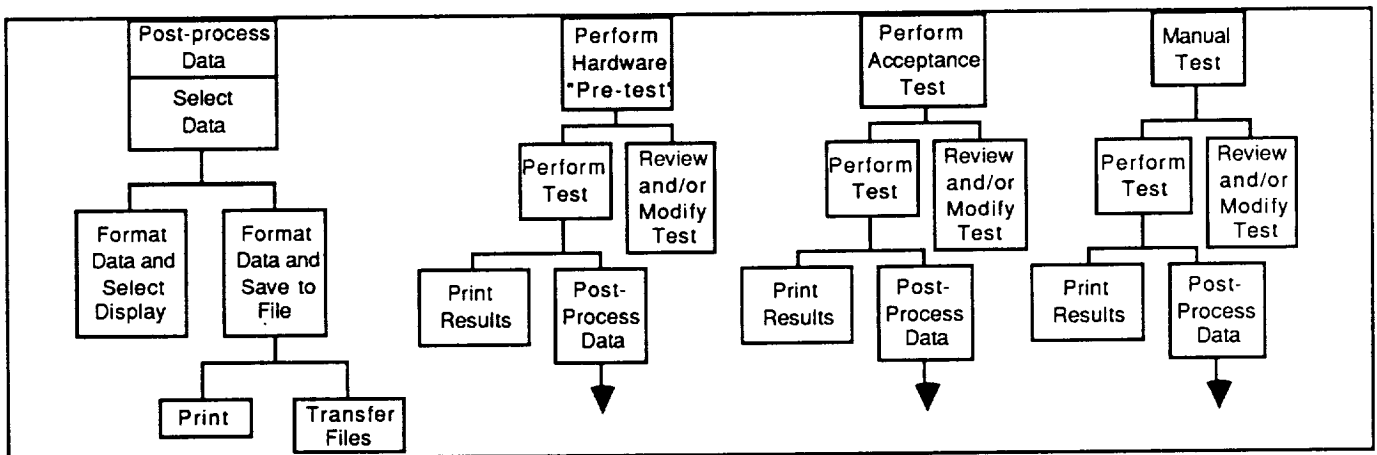 Post-process
Data
Select
Data
Format
Data and
Select
Display
Format
Data and
Save to
File
Print
Transfer
Files
Perform
Hardware
"Pre-test"
Perform
Test
Review
and/or
Modify
Test
Print
Results
Post-
Process
Data
Perform
Acceptance
Test
Perform
Test
Review
and/or
Modify
Test
Print
Results
Post-
Process
Data
Manual
Test
Perform
Test
Review
and/or
Modify
Test
Print
Results
Post-
Process
Data